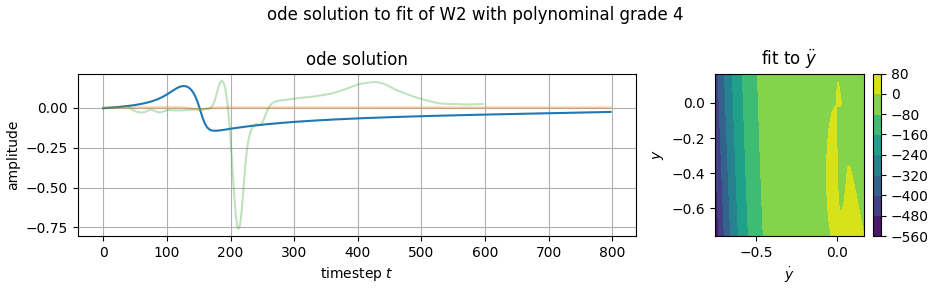 ode solution to fit of W2 with polynominal grade 4
ode solution
amplitude
0.00
−0.25
−0.50
−0.75
0 100 200 300 400 500 600 700 800
timestep t
fit to ÿ
y
0.0
−0.2
−0.4
−0.6
−0.5 0.0
ẏ
80
0
−80
−160
−240
−320
−400
−480
−560